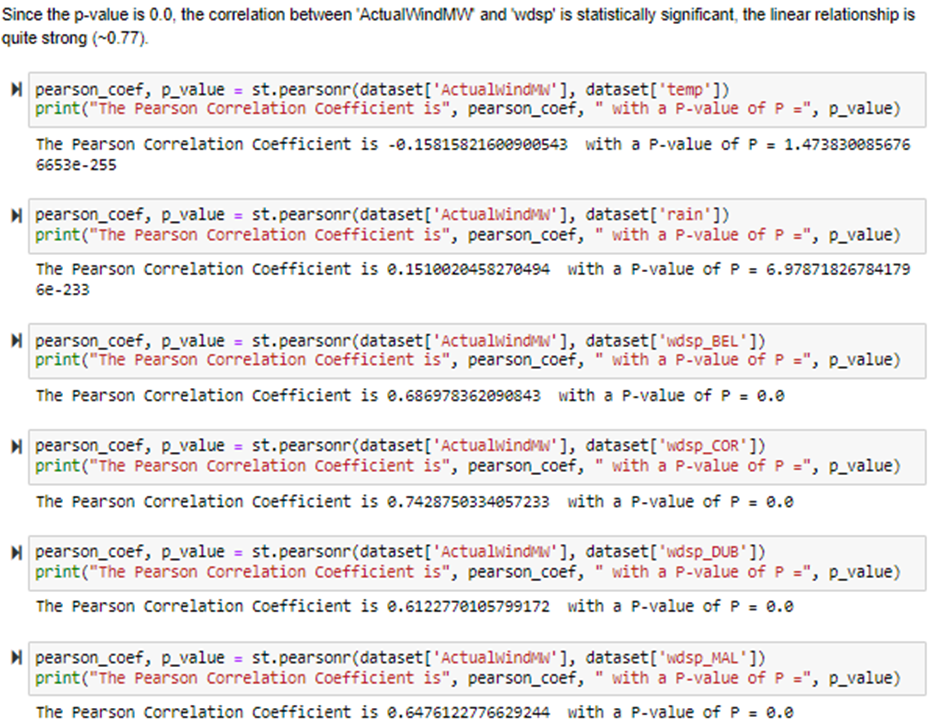 Since the p-value is 0.0, the correlation between 'ActualWindMW' and 'wdsp' is statistically significant, the linear relationship is
quite strong (~0.77).
pearson_coef, p_value = st.pearsonr(dataset['ActualWindMW'], dataset['temp'])
print("The Pearson Correlation Coefficient is", pearson_coef, " with a P-value of P =", p_value)
The Pearson Correlation Coefficient is -0.15815821600900543  with a P-value of P = 1.473830085676
6653e-255
pearson_coef, p_value = st.pearsonr(dataset['ActualWindMW'], dataset['rain'])
print("The Pearson Correlation Coefficient is", pearson_coef, " with a P-value of P =", p_value)
The Pearson Correlation Coefficient is 0.1510020458270494  with a P-value of P = 6.97871826784179
6e-233
pearson_coef, p_value = st.pearsonr(dataset['ActualWindMW'], dataset['wdsp_BEL'])
print("The Pearson Correlation Coefficient is", pearson_coef, " with a P-value of P =", p_value)
The Pearson Correlation Coefficient is 0.686978362090843  with a P-value of P = 0.0
pearson_coef, p_value = st.pearsonr(dataset['ActualWindMW'], dataset['wdsp_COR'])
print("The Pearson Correlation Coefficient is", pearson_coef, " with a P-value of P =", p_value)
The Pearson Correlation Coefficient is 0.7428750334057233  with a P-value of P = 0.0
pearson_coef, p_value = st.pearsonr(dataset['ActualWindMW'], dataset['wdsp_DUB'])
print("The Pearson Correlation Coefficient is", pearson_coef, " with a P-value of P =", p_value)
The Pearson Correlation Coefficient is 0.6122770105799172  with a P-value of P = 0.0
pearson_coef, p_value = st.pearsonr(dataset['ActualWindMW'], dataset['wdsp_MAL'])
print("The Pearson Correlation Coefficient is", pearson_coef, " with a P-value of P =", p_value)
The Pearson Correlation Coefficient is 0.6476122776629244  with a P-value of P = 0.0